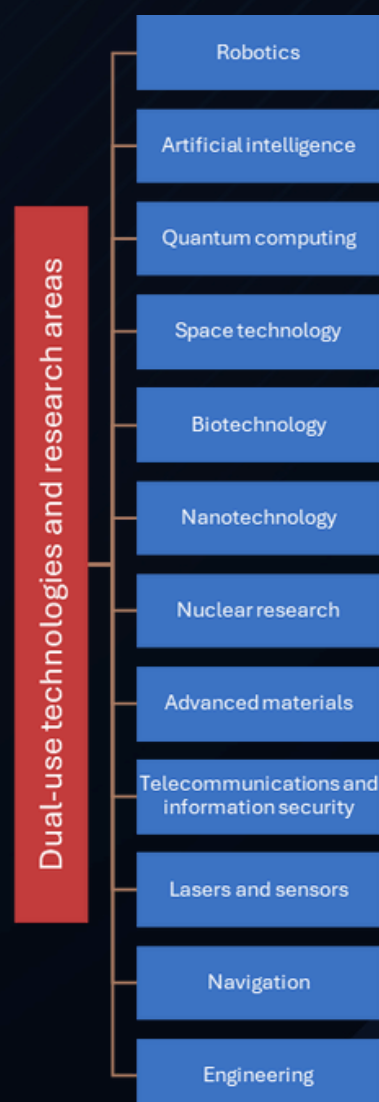 Dual-use technologies and research areas
Robotics
Artificial intelligence
Quantum computing
Space technology
Biotechnology
Nanotechnology
Nuclear research
Advanced materials
Telecommunications and
information security
Lasers and sensors
Navigation
Engineering